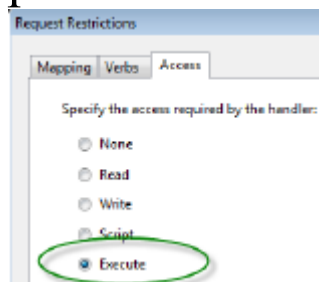 Request Restrictions
Mapping Verbs Access
Specify the access required by the handler:
None
Read
Write
Script
Execute